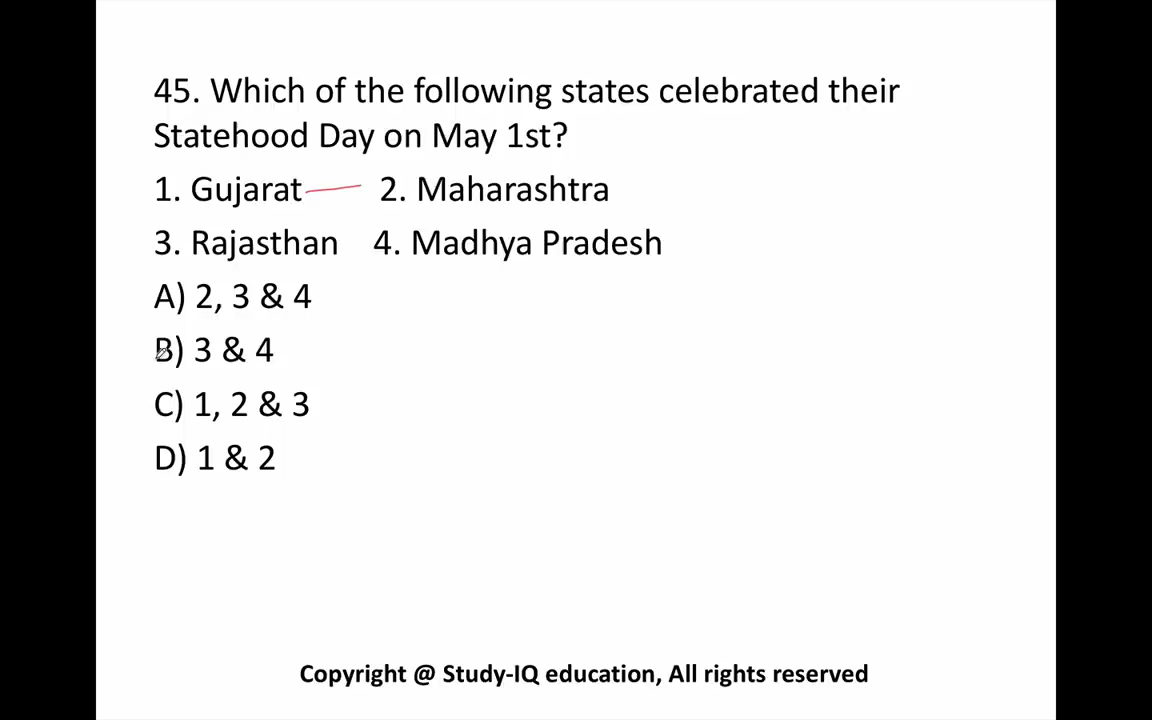 45. Which of the following states celebrated their
Statehood Day on May 1st?
1. Gujarat 2. Maharashtra
3. Rajasthan 4. Madhya Pradesh
A) 2, 3 & 4
B) 3 & 4
C) 1, 2 & 3
D) 1 & 2
Copyright @ Study-IQ education, All rights reserved